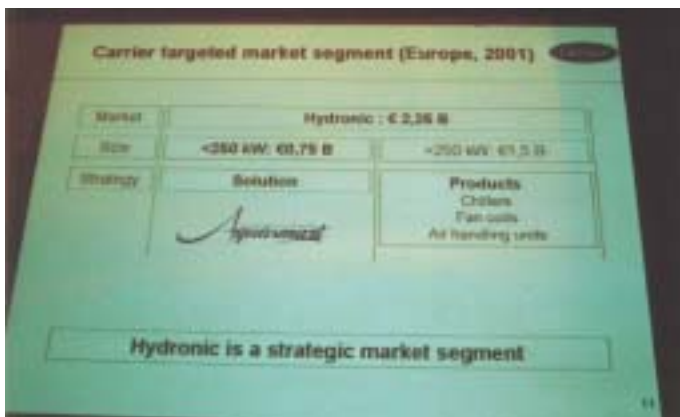 Carrier targeted market segment (Europe, 2001)
Market
Hydronic : € 2,25 B
Size
<250 kW: €0,75 B
>250 kW: €1,5 B
Strategy
Solution
Products
Chillers
Fan coils
Air handling units
Hydronic is a strategic market segment